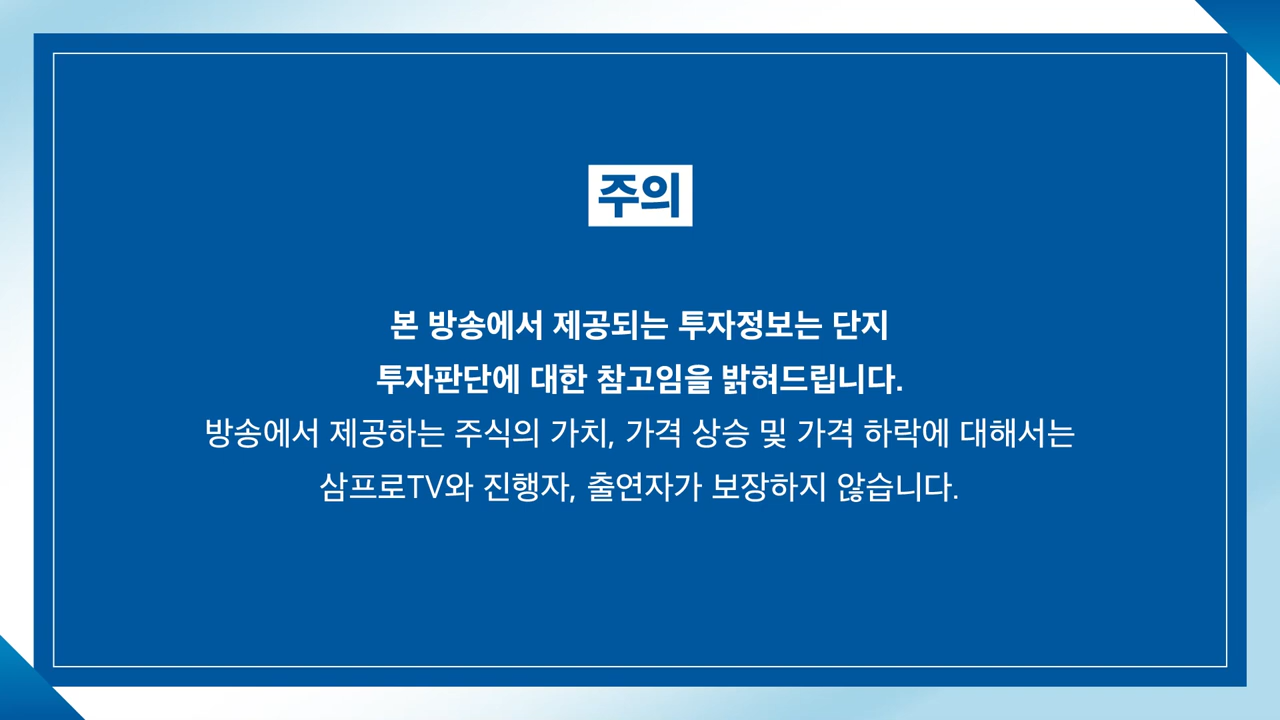 주의
본 방송에서 제공되는 투자정보는 단지
투자판단에 대한 참고임을 밝혀드립니다.
방송에서 제공하는 주식의 가치, 가격 상승 및 가격 하락에 대해서는
삼프로TV와 진행자, 출연자가 보장하지 않습니다.